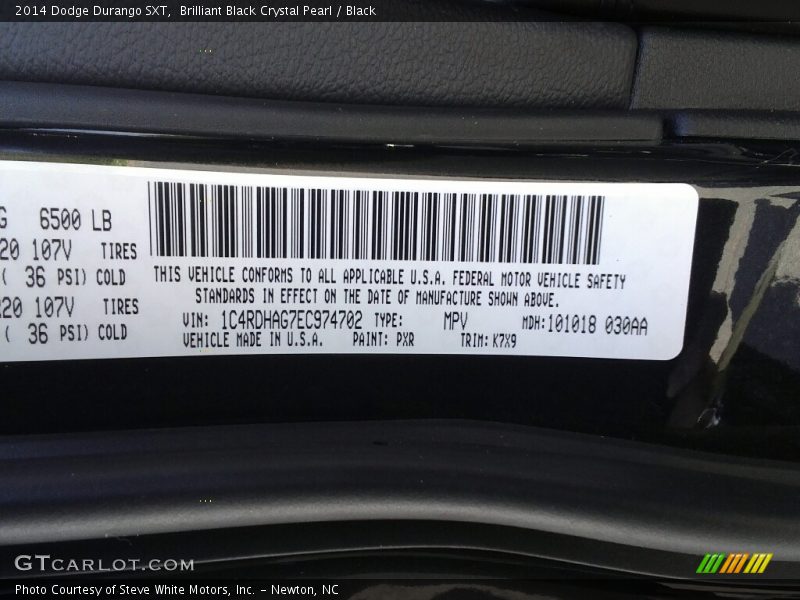 2014 Dodge Durango SXT,  Brilliant Black Crystal Pearl / Black
6500 LB
20 107V TIRES
( 36 PSI) COLD
20 107V TIRES
( 36 PSI) COLD
THIS VEHICLE CONFORMS TO ALL APPLICABLE U.S.A. FEDERAL MOTOR VEHICLE SAFETY
STANDARDS IN EFFECT ON THE DATE OF MANUFACTURE SHOWN ABOVE.
VIN: 1C4RDHAG7EC974702 TYPE: MPV MDH:101018 030AA
VEHICLE MADE IN U.S.A. PAINT: PXR TRIM: K7X9
GTCARLOT.COM
Photo Courtesy of Steve White Motors, Inc. – Newton, NC